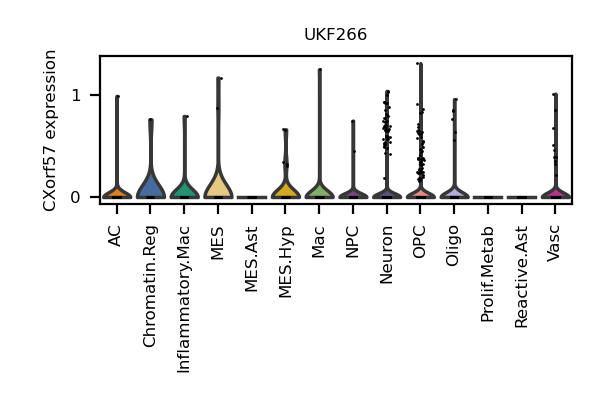 UKF266
CXorf57 expression
1
0
AC
Chromatin.Reg
Inflammatory.Mac
MES
MES.Ast
MES.Hyp
Mac
NPC
Neuron
OPC
Oligo
Prolif.Metab
Reactive.Ast
Vasc